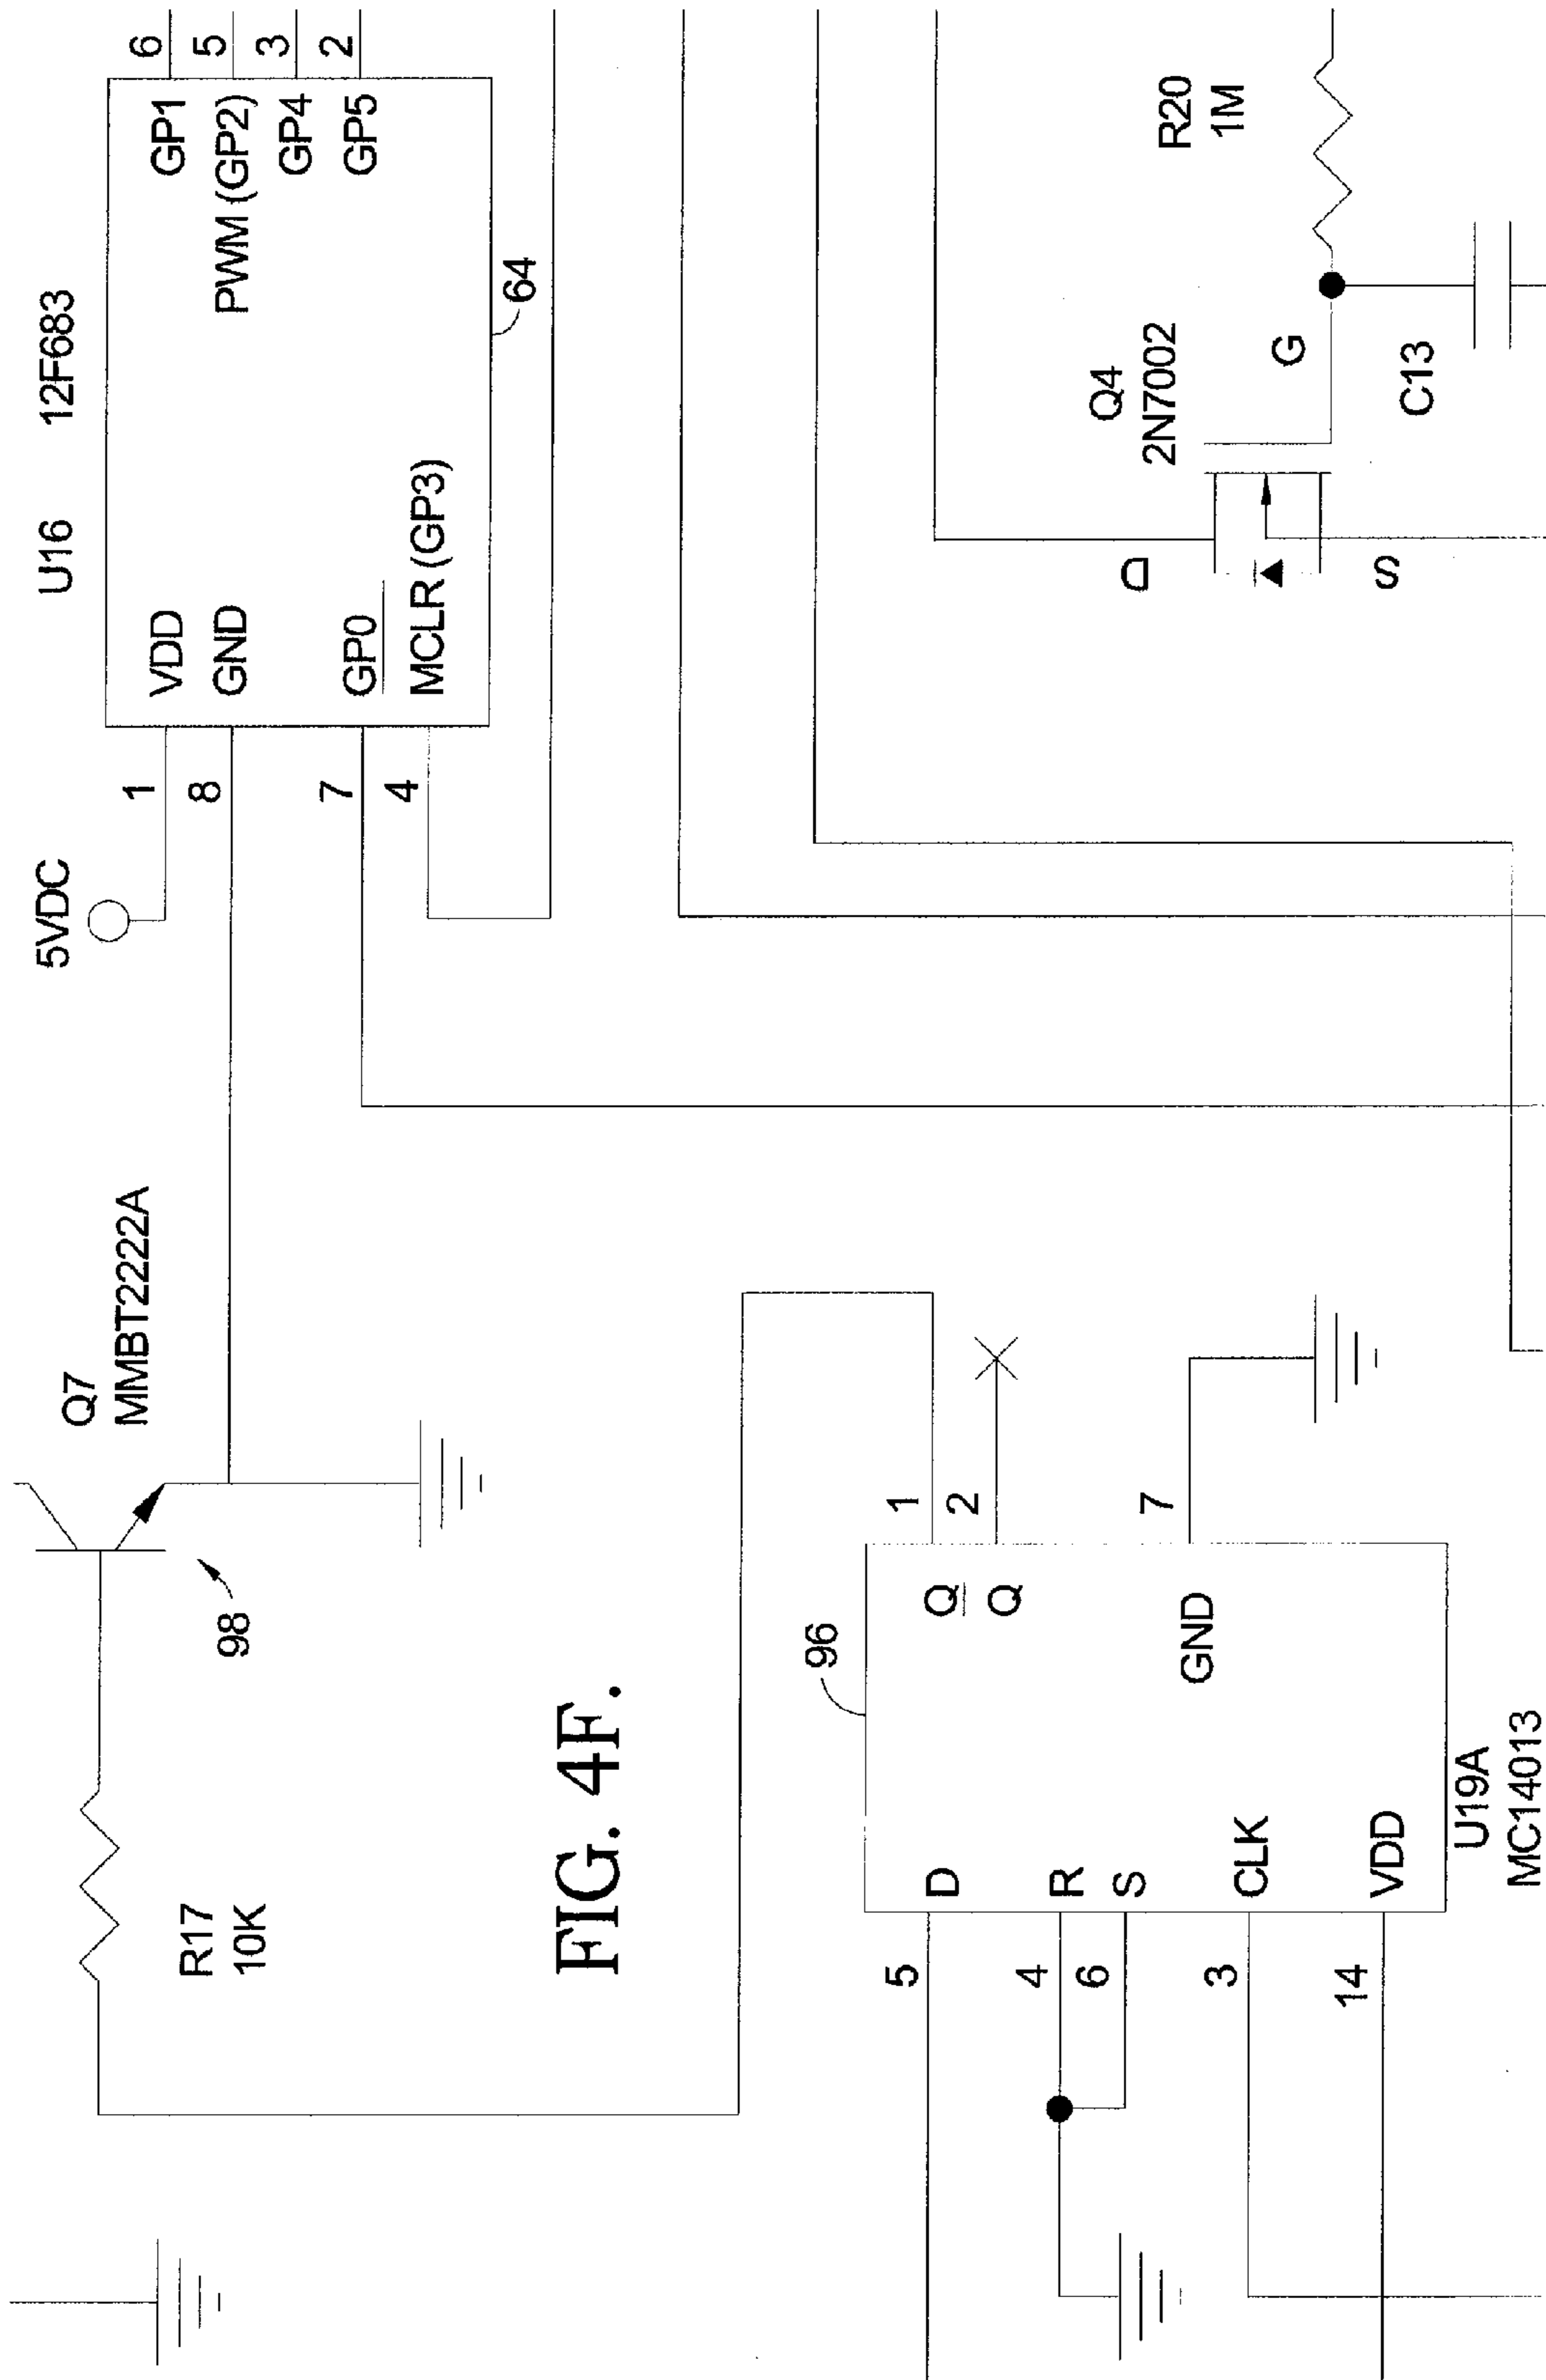 U16 12F683
5VDC
1
VDD
GP1
6
8
GND
PWM (GP2)
5
GP4
3
7
GP0
GP5
2
4
MCLR (GP3)
64
Q7
MMBT2222A
98
R17
10K
FIG. 4F.
96
5
D
Q
1
Q
2
4
R
6
S
GND
7
3
CLK
14
VDD
U19A
MC14013
Q4
2N7002
D
G
S
R20
1M
C13